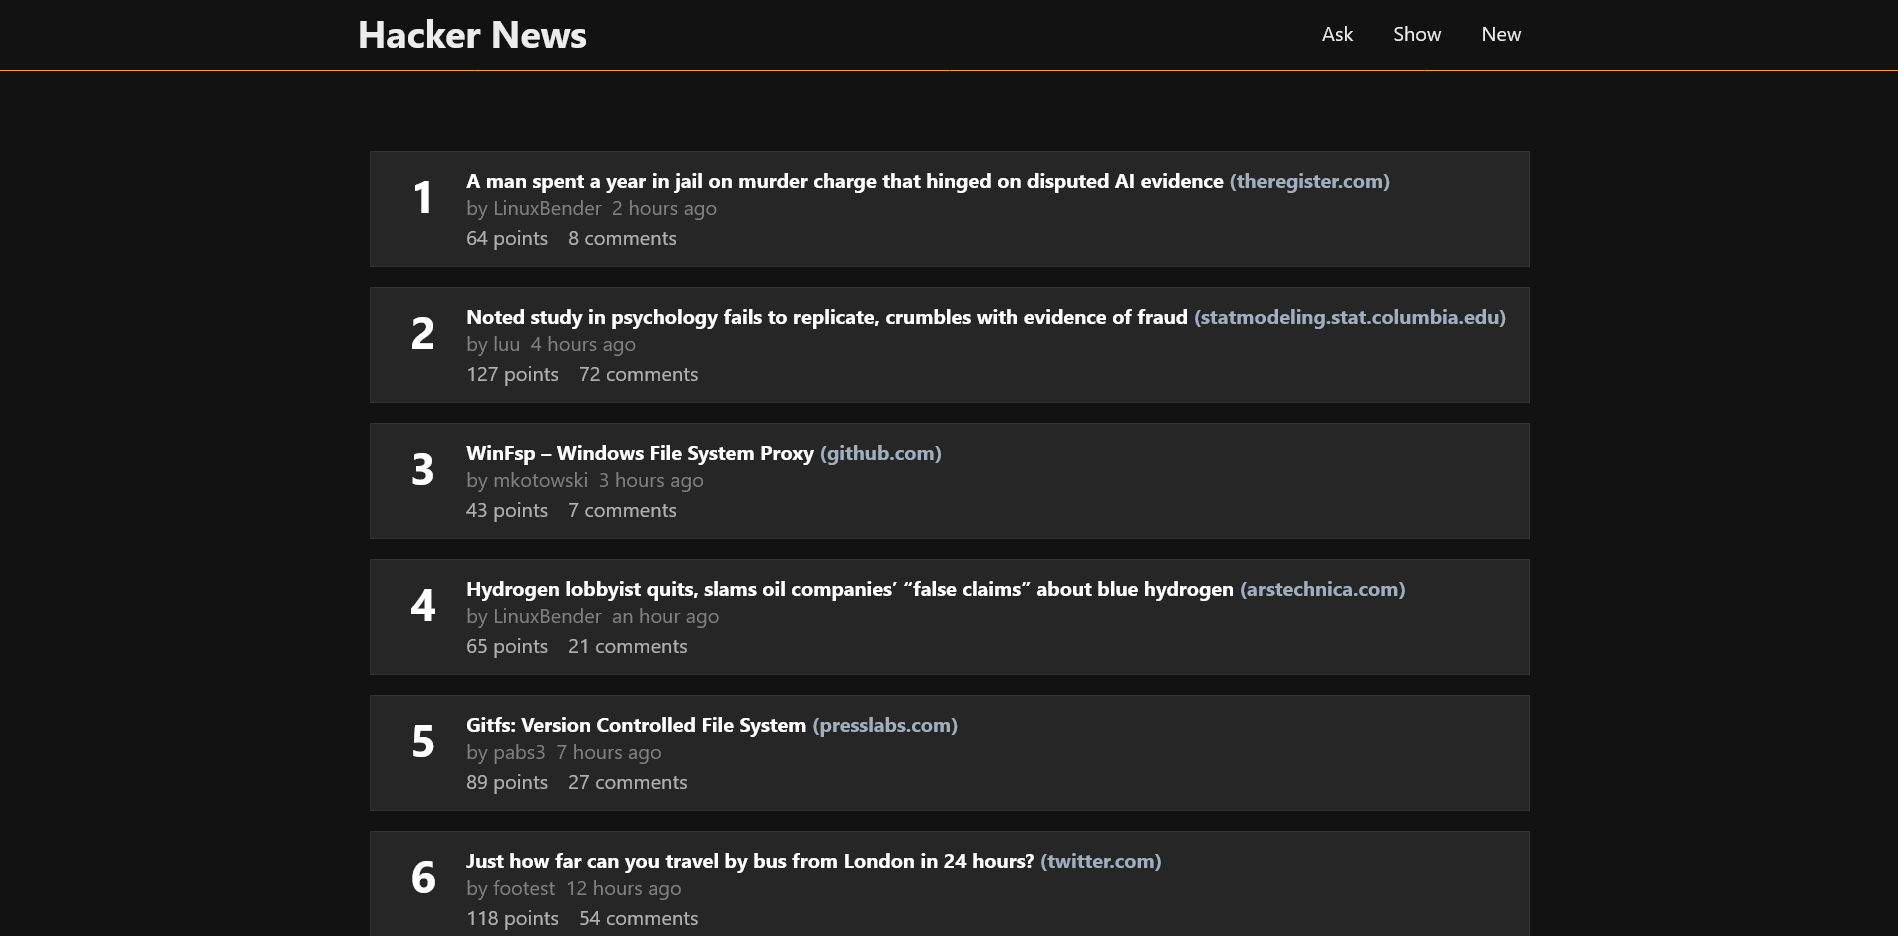 Hacker News
Ask Show New
1
A man spent a year in jail on murder charge that hinged on disputed AI evidence (theregister.com)
by LinuxBender 2 hours ago
64 points 8 comments
2
Noted study in psychology fails to replicate, crumbles with evidence of fraud (statmodeling.stat.columbia.edu)
by luu 4 hours ago
127 points 72 comments
3
WinFsp – Windows File System Proxy (github.com)
by mkotowski 3 hours ago
43 points 7 comments
4
Hydrogen lobbyist quits, slams oil companies’ “false claims” about blue hydrogen (arstechnica.com)
by LinuxBender an hour ago
65 points 21 comments
5
Gitfs: Version Controlled File System (presslabs.com)
by pabs3 7 hours ago
89 points 27 comments
6
Just how far can you travel by bus from London in 24 hours? (twitter.com)
by footest 12 hours ago
118 points 54 comments